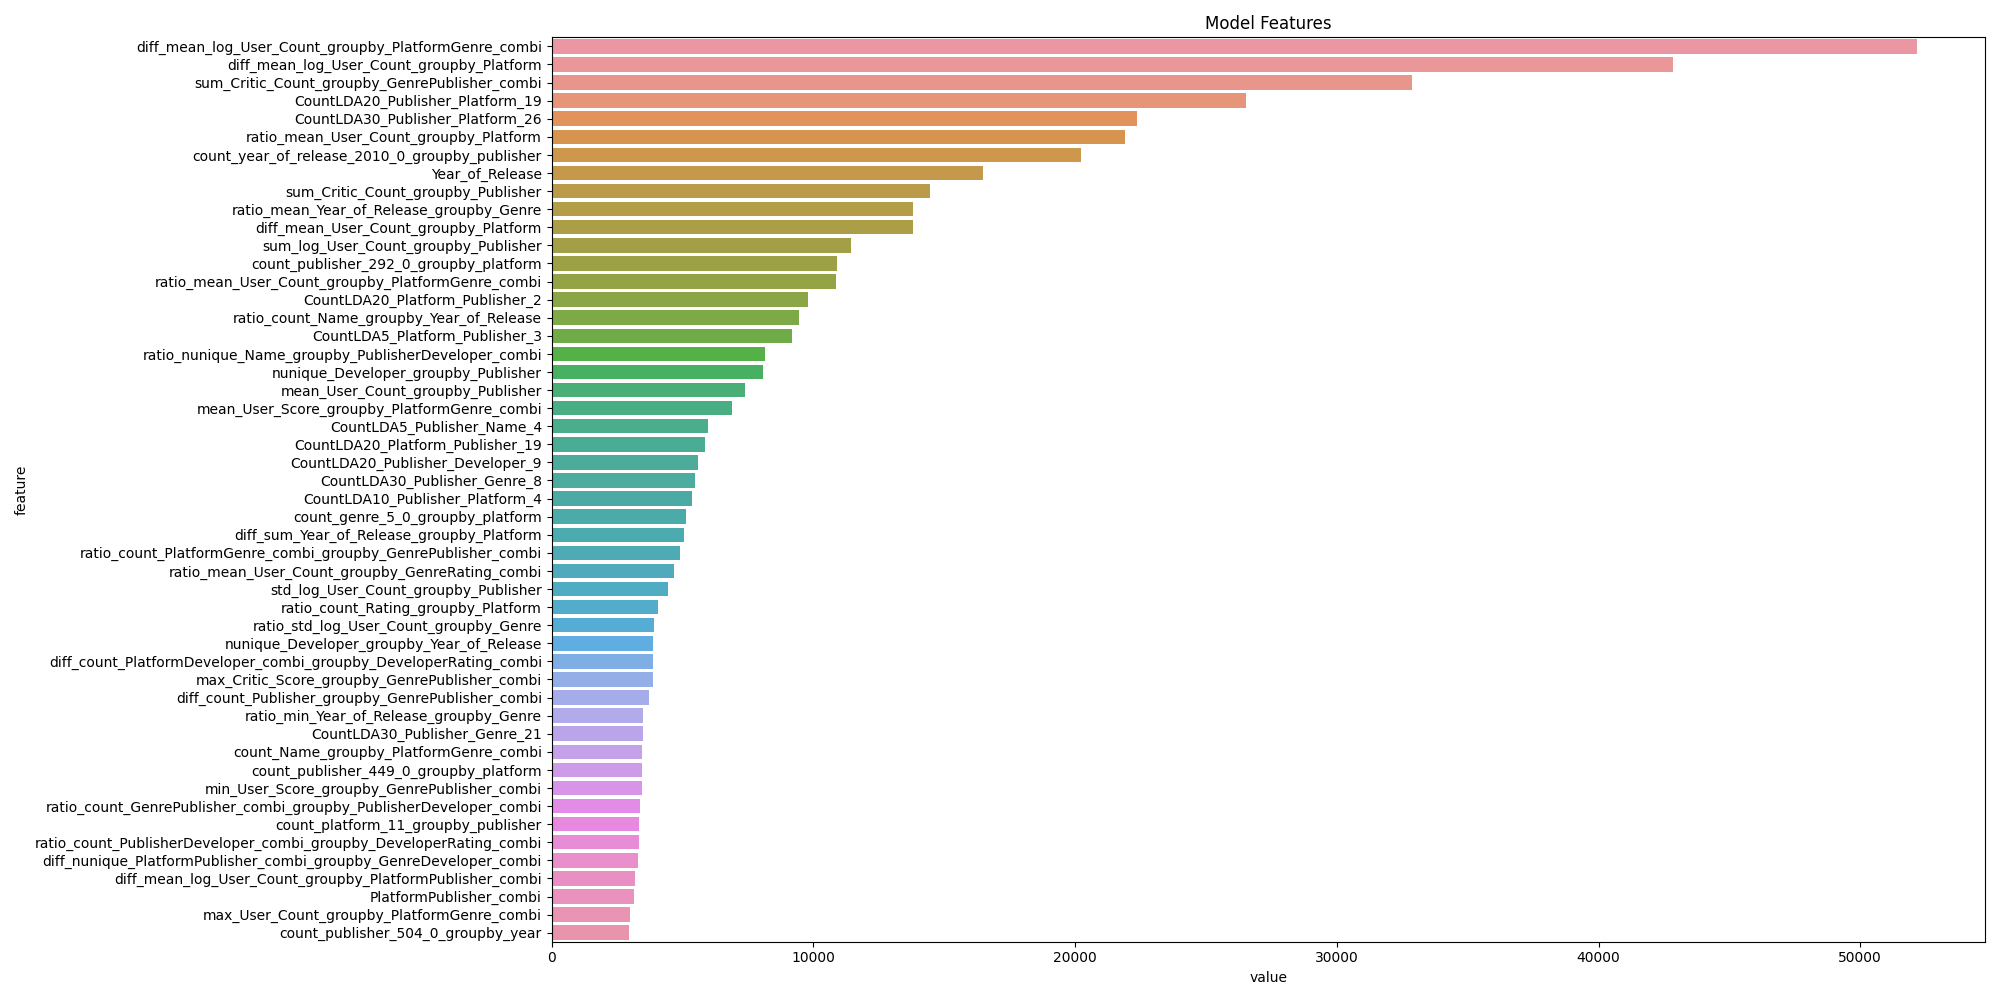 Model Features
diff_mean_log_User_Count_groupby_PlatformGenre_combi
diff_mean_log_User_Count_groupby_Platform
sum_Critic_Count_groupby_GenrePublisher_combi
CountLDA20_Publisher_Platform_19
CountLDA30_Publisher_Platform_26
ratio_mean_User_Count_groupby_Platform
count_year_of_release_2010_0_groupby_publisher
Year_of_Release
sum_Critic_Count_groupby_Publisher
ratio_mean_Year_of_Release_groupby_Genre
diff_mean_User_Count_groupby_Platform
sum_log_User_Count_groupby_Publisher
count_publisher_292_0_groupby_platform
ratio_mean_User_Count_groupby_PlatformGenre_combi
CountLDA20_Platform_Publisher_2
ratio_count_Name_groupby_Year_of_Release
CountLDA5_Platform_Publisher_3
ratio_nunique_Name_groupby_PublisherDeveloper_combi
nunique_Developer_groupby_Publisher
mean_User_Count_groupby_Publisher
mean_User_Score_groupby_PlatformGenre_combi
CountLDA5_Publisher_Name_4
CountLDA20_Platform_Publisher_19
CountLDA20_Publisher_Developer_9
CountLDA30_Publisher_Genre_8
CountLDA10_Publisher_Platform_4
count_genre_5_0_groupby_platform
diff_sum_Year_of_Release_groupby_Platform
ratio_count_PlatformGenre_combi_groupby_GenrePublisher_combi
ratio_mean_User_Count_groupby_GenreRating_combi
std_log_User_Count_groupby_Publisher
ratio_count_Rating_groupby_Platform
ratio_std_log_User_Count_groupby_Genre
nunique_Developer_groupby_Year_of_Release
diff_count_PlatformDeveloper_combi_groupby_DeveloperRating_combi
max_Critic_Score_groupby_GenrePublisher_combi
diff_count_Publisher_groupby_GenrePublisher_combi
ratio_min_Year_of_Release_groupby_Genre
CountLDA30_Publisher_Genre_21
count_Name_groupby_PlatformGenre_combi
count_publisher_449_0_groupby_platform
min_User_Score_groupby_GenrePublisher_combi
ratio_count_GenrePublisher_combi_groupby_PublisherDeveloper_combi
count_platform_11_groupby_publisher
ratio_count_PublisherDeveloper_combi_groupby_DeveloperRating_combi
diff_nunique_PlatformPublisher_combi_groupby_GenreDeveloper_combi
diff_mean_log_User_Count_groupby_PlatformPublisher_combi
PlatformPublisher_combi
max_User_Count_groupby_PlatformGenre_combi
count_publisher_504_0_groupby_year
feature
0 10000 20000 30000 40000 50000
value